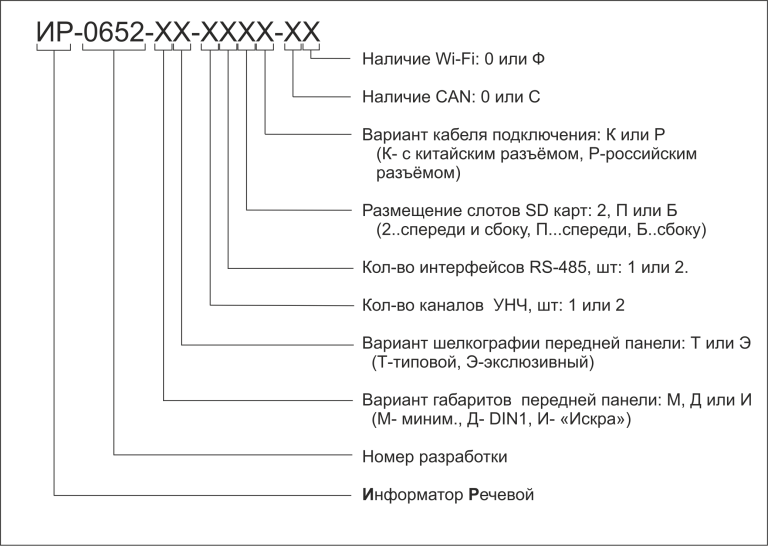 ИР-0652-ХХ-ХХХХ-ХХ
Наличие Wi-Fi: 0 или Ф
Наличие CAN: 0 или С
Вариант кабеля подключения: К или Р
(К- с китайским разъёмом, Р-российским
разъёмом)
Размещение слотов SD карт: 2, П или Б
(2..спереди и сбоку, П...спереди, Б..сбоку)
Кол-во интерфейсов RS-485, шт: 1 или 2.
Кол-во каналов УНЧ, шт: 1 или 2
Вариант шелкографии передней панели: Т или Э
(Т-типовой, Э-экслюзивный)
Вариант габаритов передней панели: М, Д или И
(М- миним., Д- DIN1, И- «Искра»)
Номер разработки
Информатор Речевой